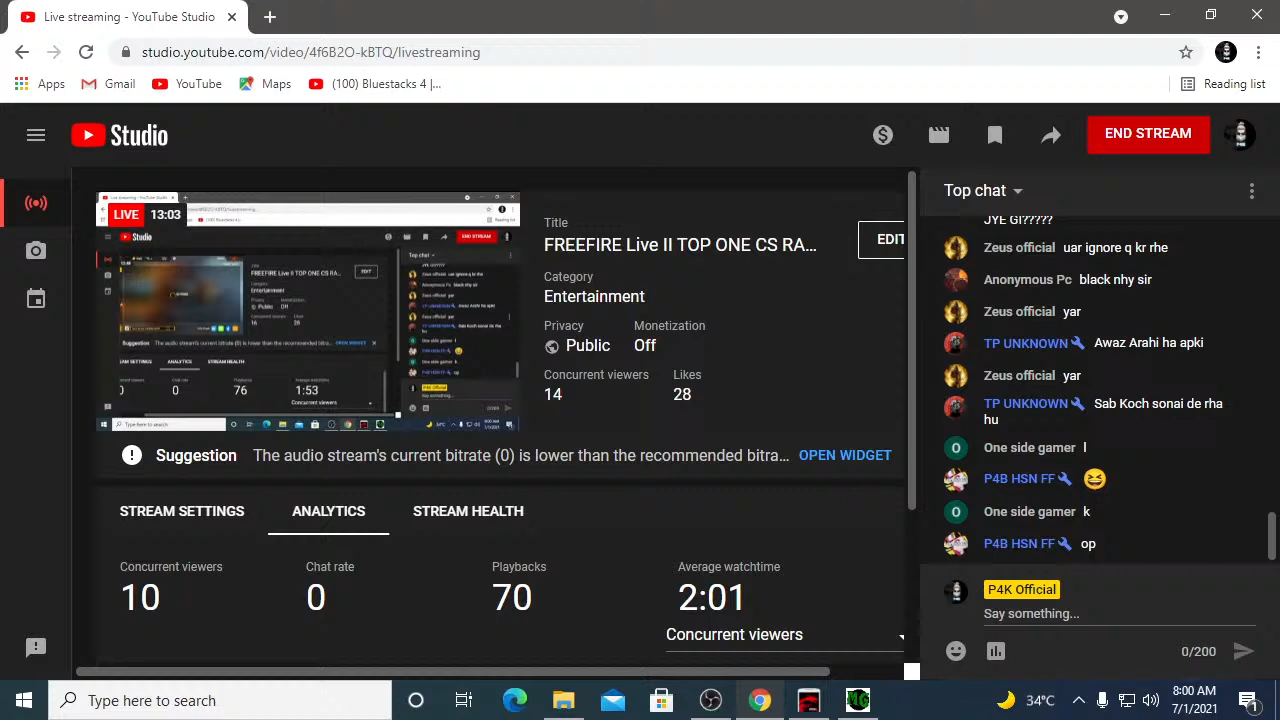 Live streaming - YouTube Studio
studio.youtube.com/video/4f6B2O-kBTQ/livestreaming
Apps
Gmail
YouTube
Maps
(100) Bluestacks 4 |...
Reading list
Studio
END STREAM
LIVE 13:03
Title
FREEFIRE Live II TOP ONE CS RA...
EDIT
Category
Entertainment
Privacy
Monetization
Public
Off
Concurrent viewers
Likes
14
28
Suggestion
The audio stream's current bitrate (0) is lower than the recommended bitra...
OPEN WIDGET
STREAM SETTINGS
ANALYTICS
STREAM HEALTH
Concurrent viewers
Chat rate
Playbacks
Average watchtime
10
0
70
2:01
Concurrent viewers
Top chat
JYE GI?????
Zeus official uar ignore q kr rhe
Anonymous Pc black nhy sir
Zeus official yar
TP UNKNOWN Awaz Arahi ha apki
Zeus official yar
TP UNKNOWN Sab Koch sonai de rha
hu
One side gamer l
P4B HSN FF 😆
One side gamer k
P4B HSN FF op
P4K Official
Say something...
0/200
Type here to search
34°C
8:00 AM
7/1/2021